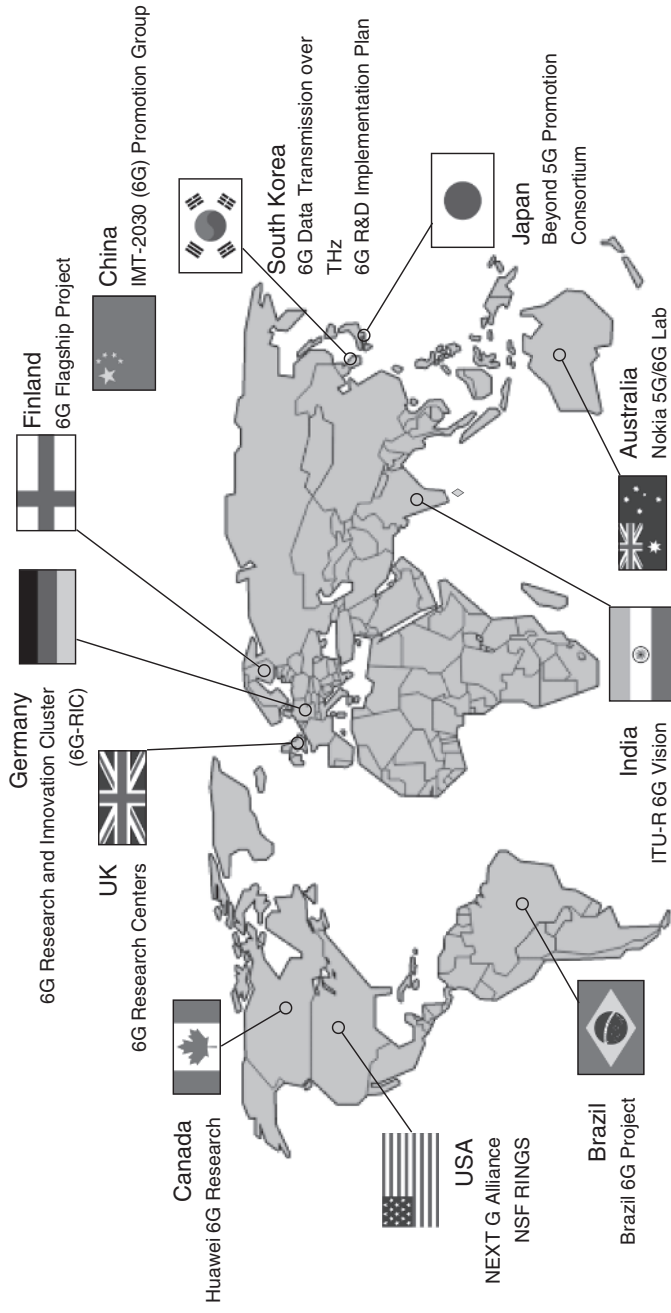 Canada
Huawei 6G Research
USA
NEXT G Alliance
NSF RINGS
Brazil
Brazil 6G Project
UK
6G Research Centers
Germany
6G Research and Innovation Cluster
(6G-RIC)
Finland
6G Flagship Project
China
IMT-2030 (6G) Promotion Group
South Korea
6G Data Transmission over
THz
6G R&D Implementation Plan
Japan
Beyond 5G Promotion
Consortium
India
ITU-R 6G Vision
Australia
Nokia 5G/6G Lab